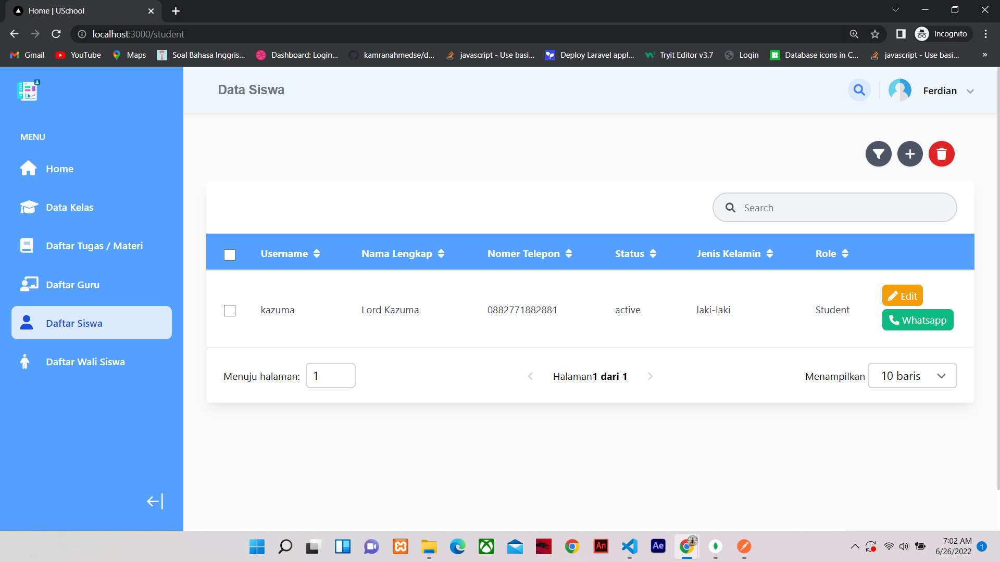 Home | USchool
localhost:3000/student
Incognito
Gmail
YouTube
Maps
Soal Bahasa Inggris...
Dashboard: Login...
kamranahmedse/d...
javascript - Use basi...
Deploy Laravel appl...
Tryit Editor v3.7
Login
Database icons in C...
javascript - Use basi...
»
Data Siswa
Ferdian
MENU
Home
Data Kelas
Daftar Tugas / Materi
Daftar Guru
Daftar Siswa
Daftar Wali Siswa
Search
Username Nama Lengkap Nomer Telepon Status Jenis Kelamin Role
kazuma Lord Kazuma 0882771882881 active laki-laki Student
Edit
Whatsapp
Menuju halaman: 1
Halaman1 dari 1
Menampilkan 10 baris
An
Ae
7:02 AM
6/26/2022
1